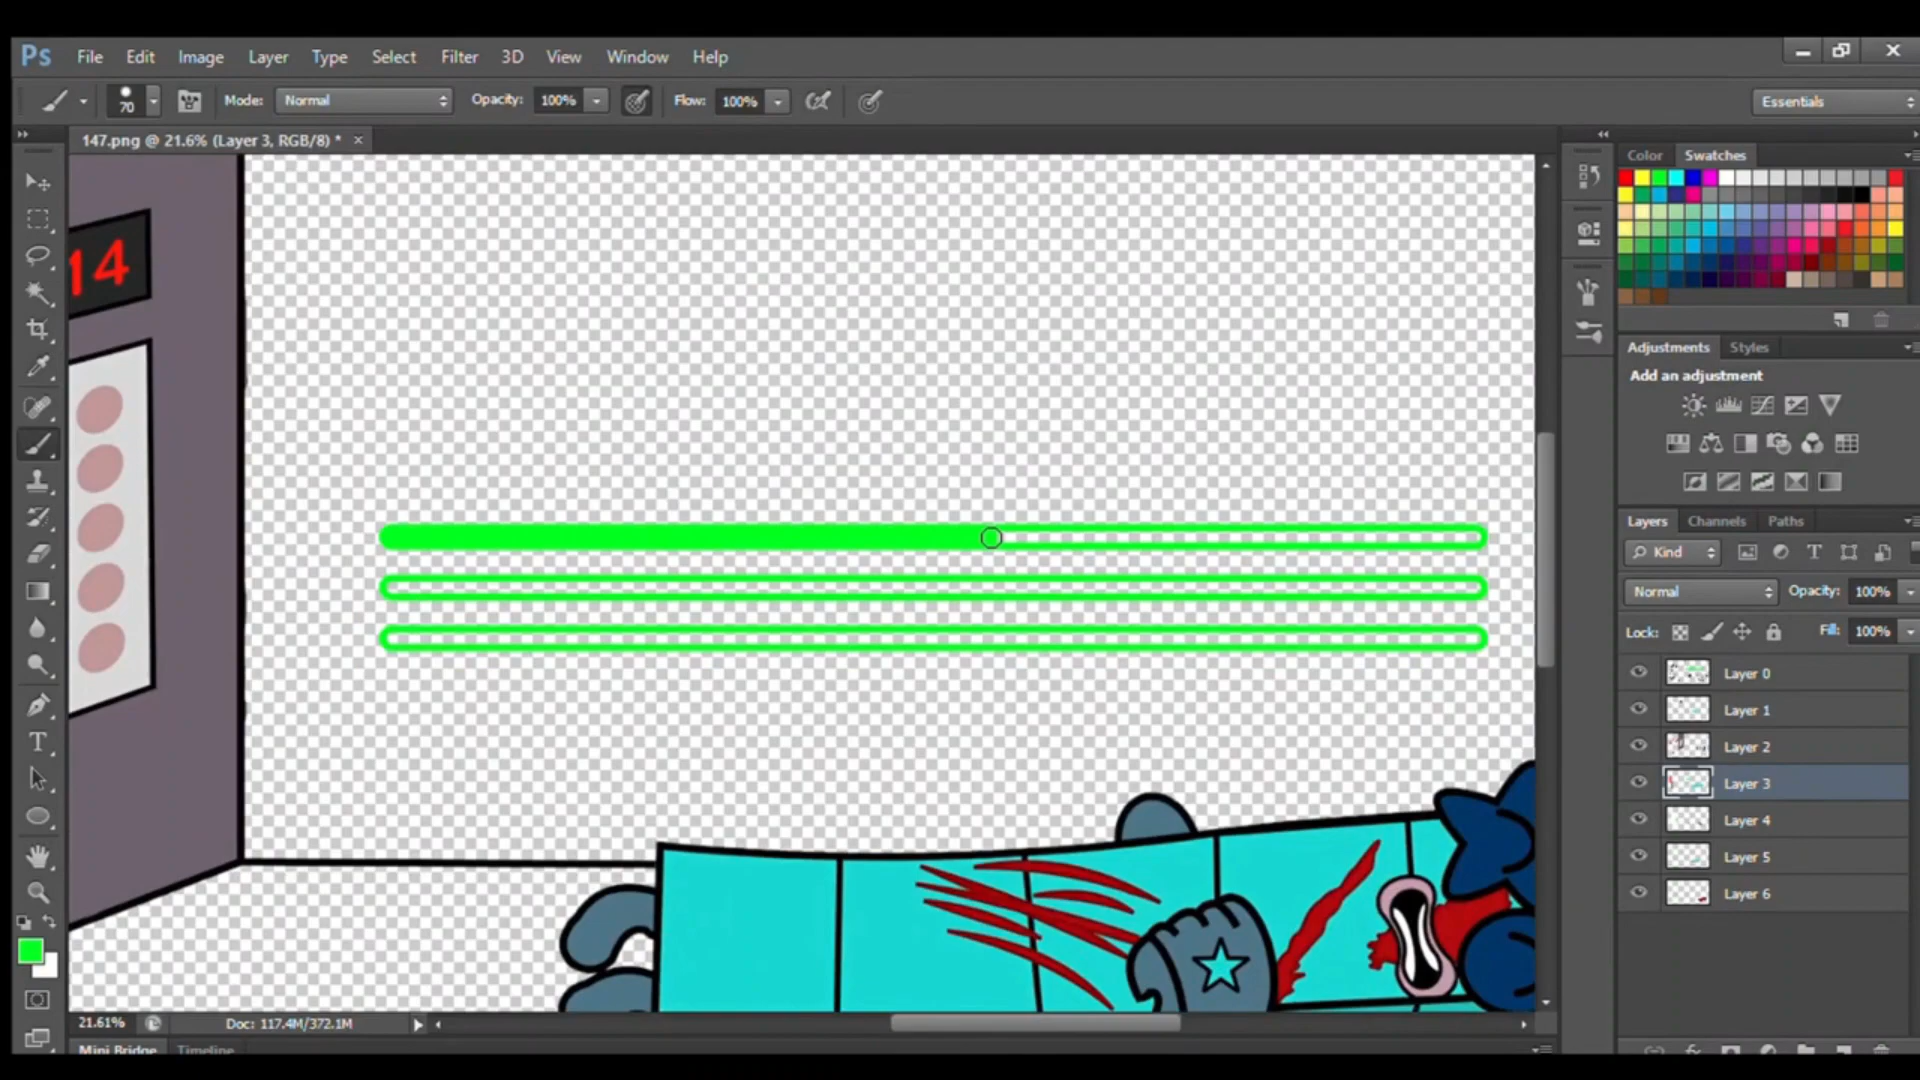 Ps File Edit Image Layer Type Select Filter 3D View Window Help
70 Mode: Normal Opacity: 100% Flow: 100% Essentials
147.png @ 21.6% (Layer 3, RGB/8) * ×
Color Swatches
14
Adjustments Styles
Add an adjustment
Layers Channels Paths
Kind
Normal Opacity: 100%
Lock: Fill: 100%
Layer 0
Layer 1
Layer 2
Layer 3
Layer 4
Layer 5
Layer 6
21.61% Doc: 117.4M/372.1M
Mini Bridge Timeline